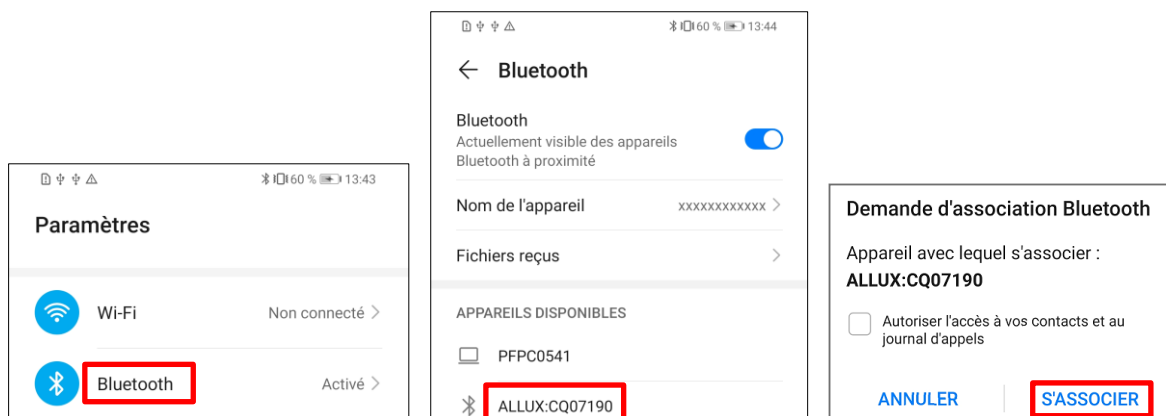 13:43
60 %
Paramètres
Wi-Fi
Non connecté
Bluetooth
Activé
60 % 13:44
Bluetooth
Bluetooth
Actuellement visible des appareils
Bluetooth à proximité
Nom de l'appareil
xxxxxxxxxxxx
Fichiers reçus
APPAREILS DISPONIBLES
PFPC0541
ALLUX:CQ07190
Demande d'association Bluetooth
Appareil avec lequel s'associer :
ALLUX:CQ07190
Autoriser l'accès à vos contacts et au
journal d'appels
ANNULER
S'ASSOCIER